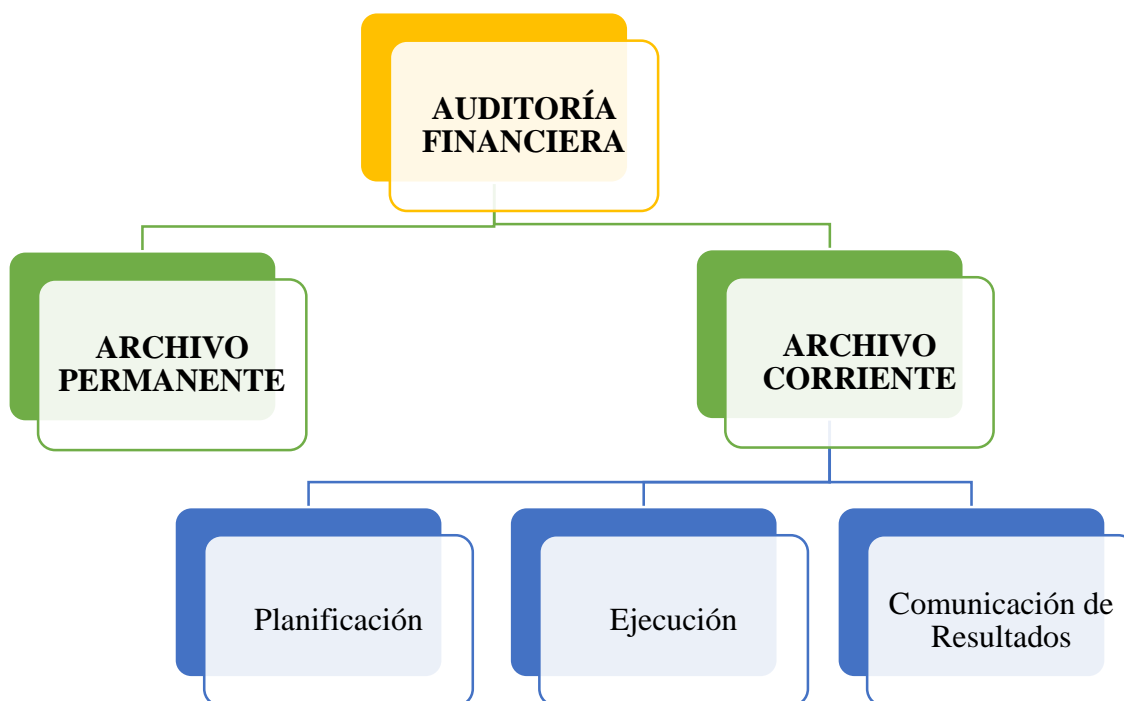 AUDITORÍA
FINANCIERA
ARCHIVO
PERMANENTE
ARCHIVO
CORRIENTE
Planificación
Ejecución
Comunicación de
Resultados